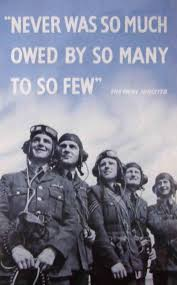 "NEVER WAS SO MUCH
OWED BY SO MANY
TO SO FEW"
THE PRIME MINISTER